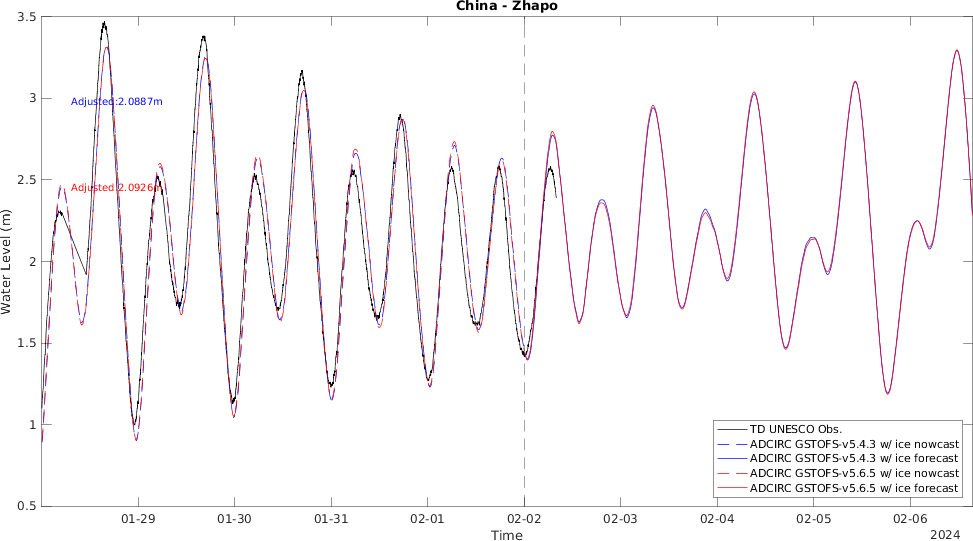 China - Zhapo
3.5
3
2.5
2
1.5
1
0.5
Water Level (m)
Adjusted:2.0887m
Adjusted:2.0926m
TD UNESCO Obs.
ADCIRC GSTOFS-v5.4.3 w/ ice nowcast
ADCIRC GSTOFS-v5.4.3 w/ ice forecast
ADCIRC GSTOFS-v5.6.5 w/ ice nowcast
ADCIRC GSTOFS-v5.6.5 w/ ice forecast
01-29 01-30 01-31 02-01 02-02 02-03 02-04 02-05 02-06
Time
2024